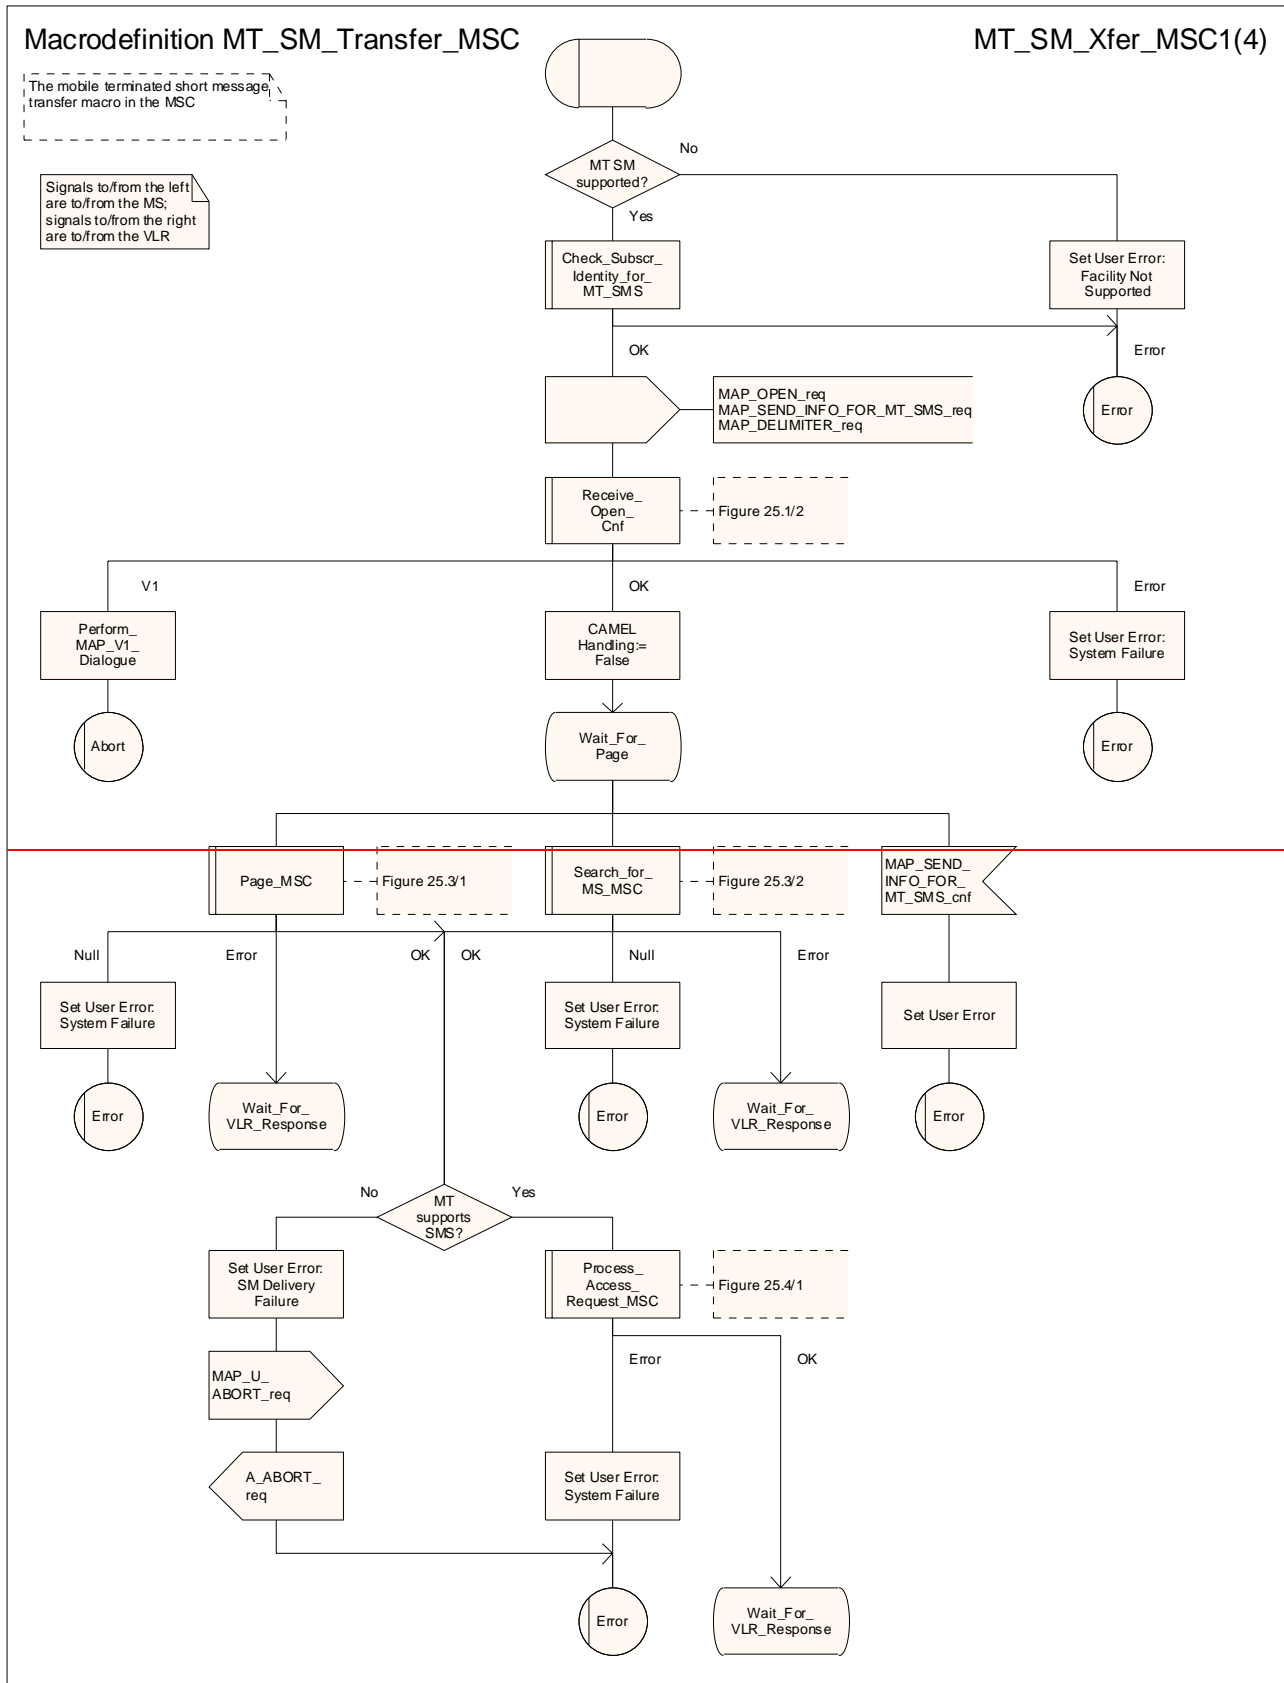 Macrodefinition MT_SM_Transfer_MSC
MT_SM_Xfer_MSC1(4)
The mobile terminated short message
transfer macro in the MSC
Signals to/from the left
are to/from the MS;
signals to/from the right
are to/from the VLR
MT SM
supported?
No
Yes
Check_Subscr_
Identity_for_
MT_SMS
Set User Error:
Facility Not
Supported
OK
Error
MAP_OPEN_req
MAP_SEND_INFO_FOR_MT_SMS_req
MAP_DELIMITER_req
Error
Receive_
Open_
Cnf
Figure 25.1/2
V1
OK
Error
Perform_
MAP_V1_
Dialogue
CAMEL
Handling:=
False
Set User Error:
System Failure
Abort
Wait_For_
Page
Error
Page_MSC
Figure 25.3/1
Search_for_
MS_MSC
Figure 25.3/2
MAP_SEND_
INFO_FOR_
MT_SMS_cnf
Null
Error
OK
OK
Null
Error
Set User Error:
System Failure
Set User Error:
System Failure
Set User Error
Error
Wait_For_
VLR_Response
Error
Wait_For_
VLR_Response
Error
No
MT
supports
SMS?
Yes
Set User Error:
SM Delivery
Failure
Process_
Access_
Request_MSC
Figure 25.4/1
Error
OK
MAP_U_
ABORT_req
A_ABORT_
req
Set User Error:
System Failure
Error
Wait_For_
VLR_Response